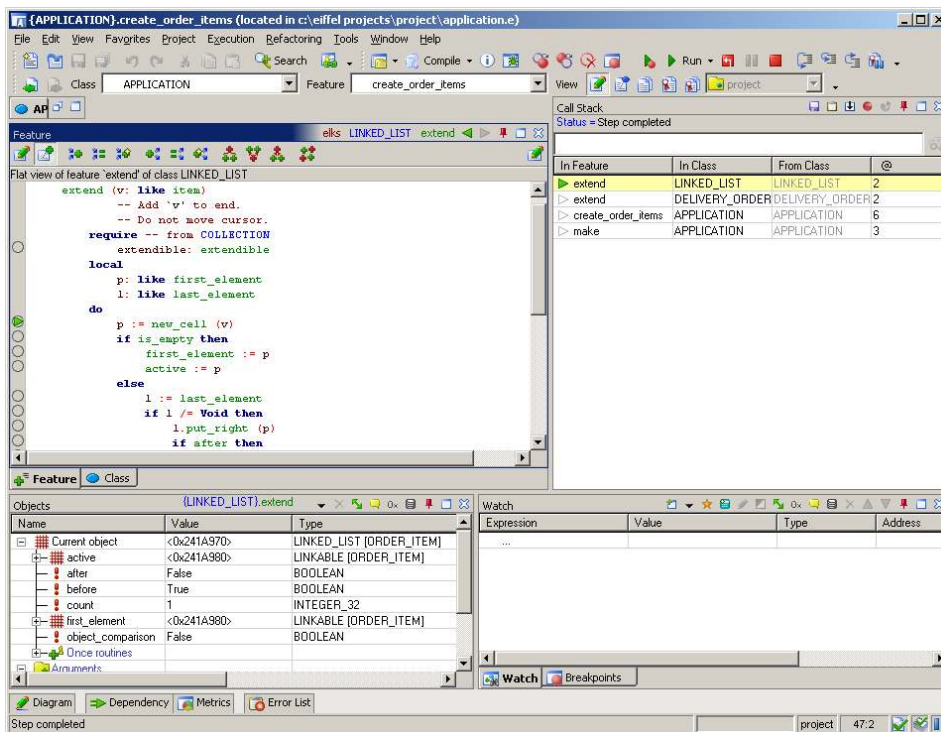 {APPLICATION}.create_order_items (located in c:\eiffel projects\project\application.e)
File Edit View Favorites Project Execution Refactoring Tools Window Help
Search Compile Run
Class APPLICATION Feature create_order_items View project
AP
Call Stack
Status = Step completed
Feature elks LINKED_LIST extend
Flat view of feature `extend' of class LINKED_LIST
extend (v: like item)
-- Add `v' to end.
-- Do not move cursor.
require -- from COLLECTION
extendible: extendible
local
p: like first_element
l: like last_element
do
p := new_cell (v)
if is_empty then
first_element := p
active := p
else
l := last_element
if l /= Void then
l.put_right (p)
if after then
Feature Class
In Feature In Class From Class @
extend LINKED_LIST LINKED_LIST 2
extend DELIVERY_ORDER DELIVERY_ORDER 2
create_order_items APPLICATION APPLICATION 6
make APPLICATION APPLICATION 3
Objects {LINKED_LIST}.extend
Name Value Type
Current object <0x241A970> LINKED_LIST [ORDER_ITEM]
active <0x241A980> LINKABLE [ORDER_ITEM]
after False BOOLEAN
before True BOOLEAN
count 1 INTEGER_32
first_element <0x241A980> LINKABLE [ORDER_ITEM]
object_comparison False BOOLEAN
Once routines
Arguments
Watch
Expression Value Type Address
...
Watch Breakpoints
Diagram Dependency Metrics Error List
Step completed project 47:2